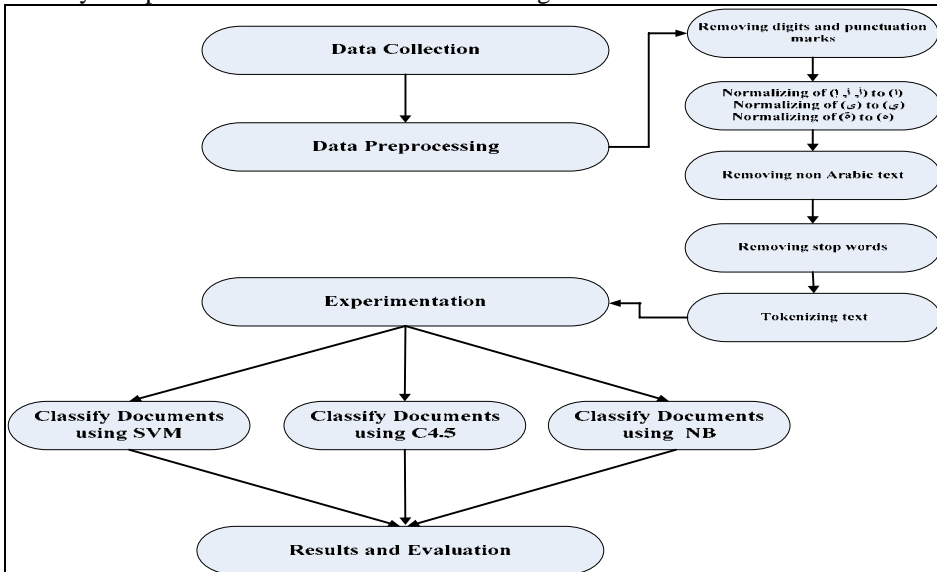 Data Collection
Removing digits and punctuation
marks
Normalizing of (أ, أ, إ) to (ا)
Normalizing of (ى) to (ي)
Normalizing of (ة) to (ه)
Data Preprocessing
Removing non Arabic text
Removing stop words
Experimentation
Tokenizing text
Classify Documents
using SVM
Classify Documents
using C4.5
Classify Documents
using NB
Results and Evaluation